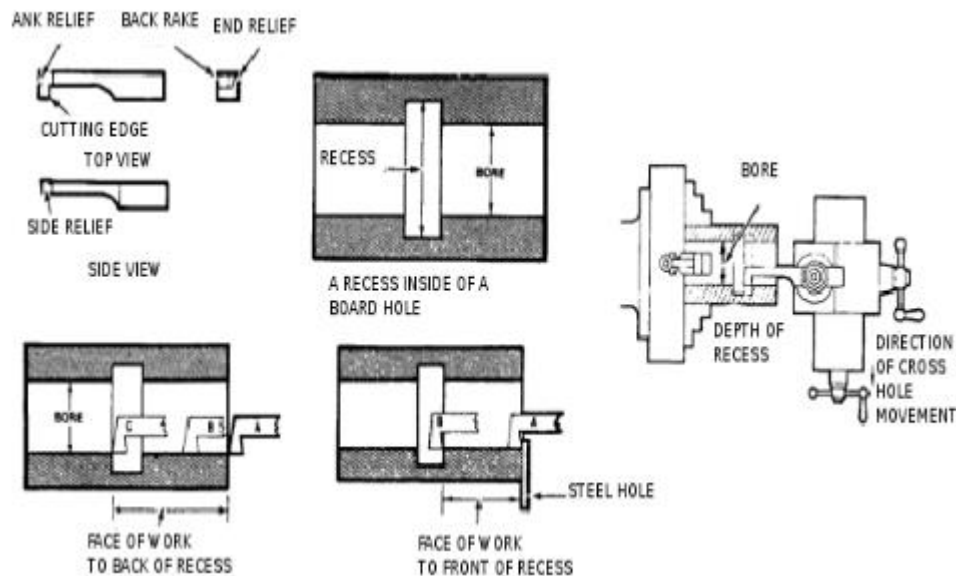 ANK RELIEF
BACK RAKE
END RELIEF
CUTTING EDGE
TOP VIEW
SIDE RELIEF
SIDE VIEW
RECESS
BORE
A RECESS INSIDE OF A
BOARD HOLE
BORE
DEPTH OF
RECESS
DIRECTION
OF CROSS
HOLE
MOVEMENT
BORE
C
B
A
FACE OF WORK
TO BACK OF RECESS
B
A
STEEL HOLE
FACE OF WORK
TO FRONT OF RECESS